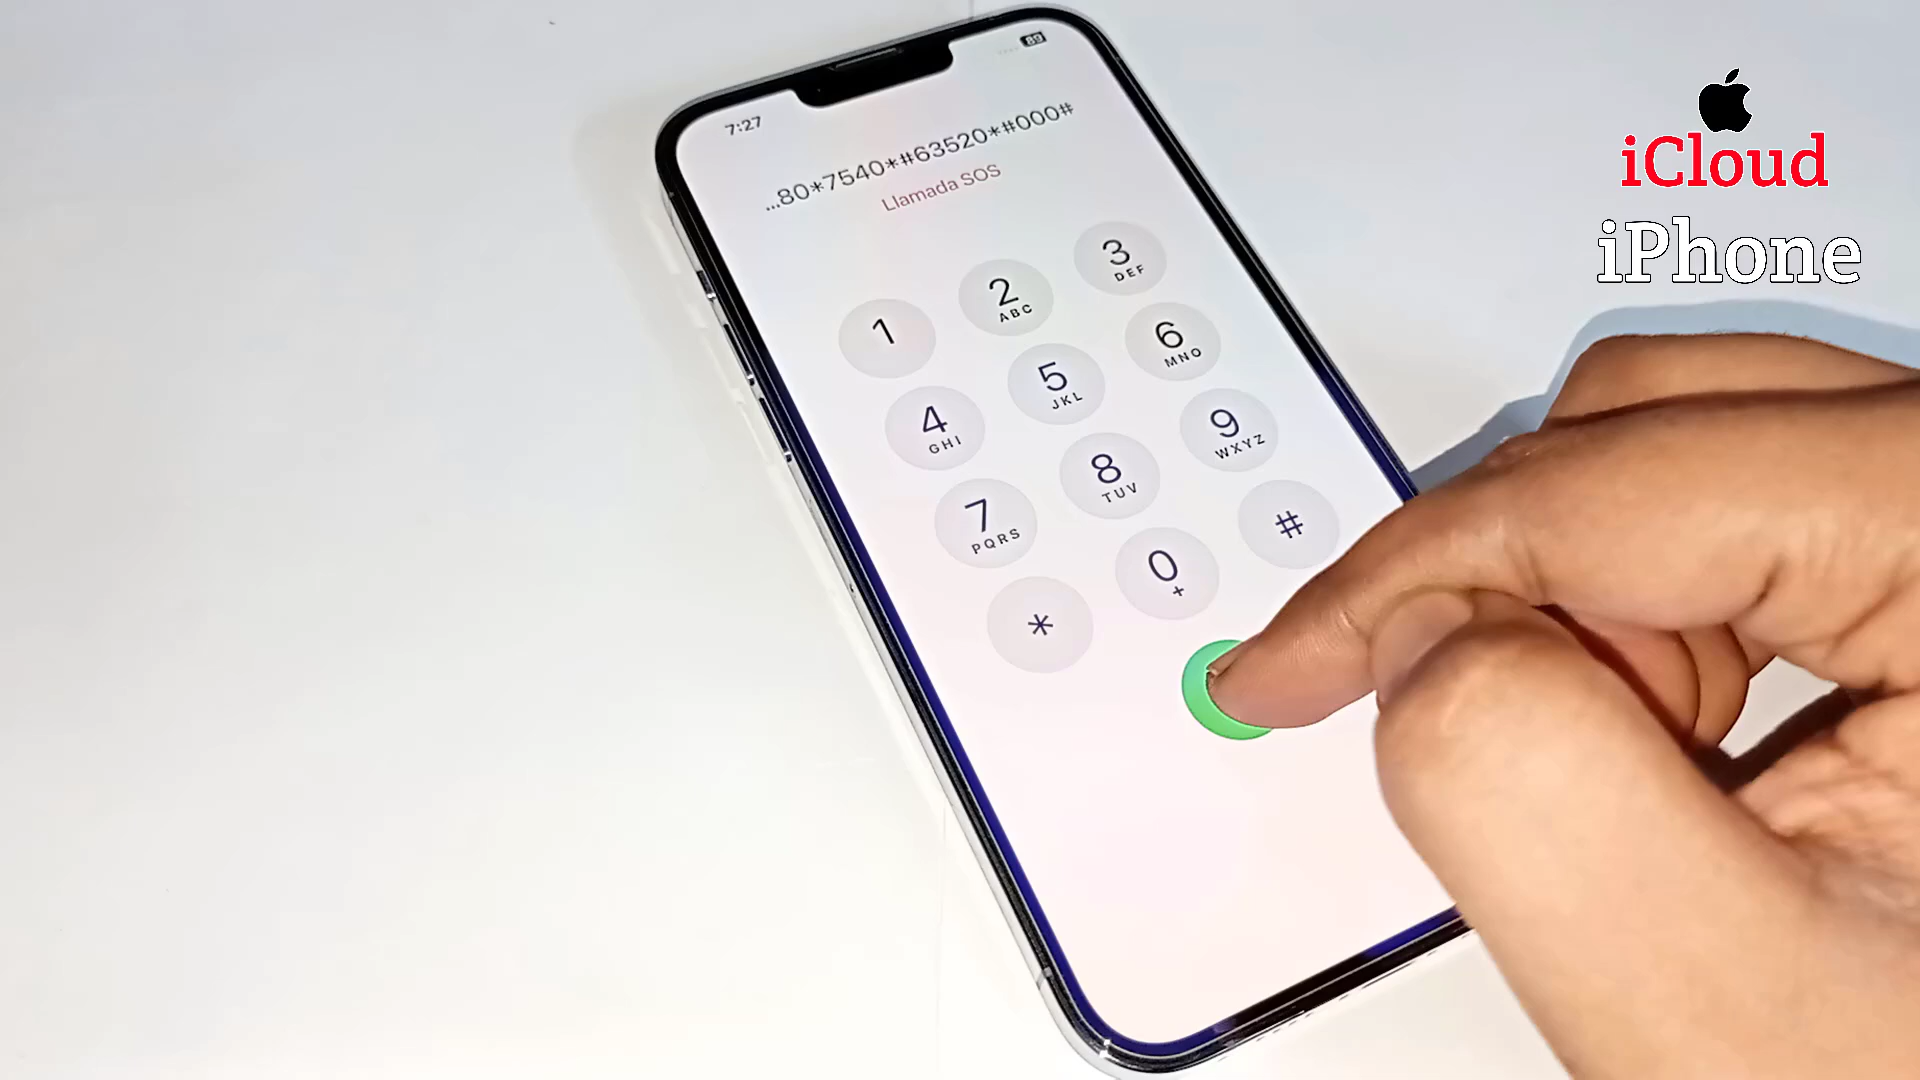 7:27
89
...80*7540*#63520*#000#
Llamada SOS
1
2
ABC
3
DEF
4
GHI
5
JKL
6
MNO
7
PQRS
8
TUV
9
WXYZ
*
0
+
#
iCloud
iPhone